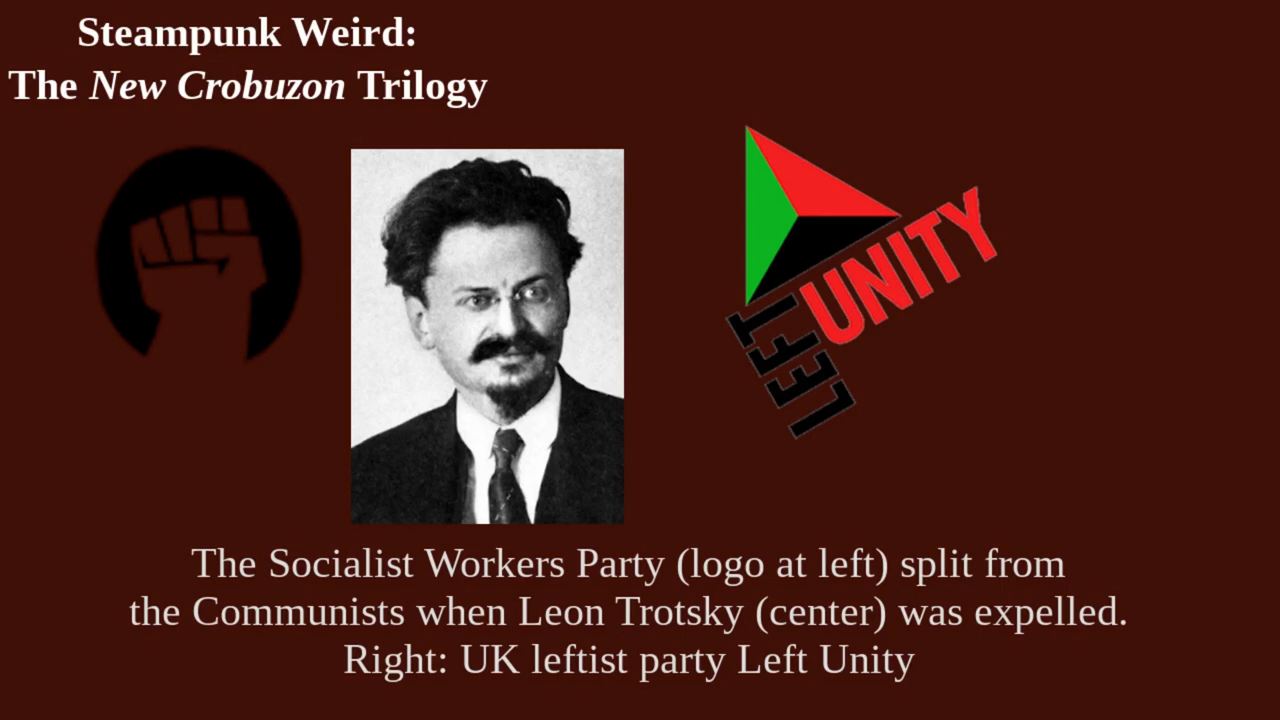 Steampunk Weird:
The New Crobuzon Trilogy
LEFT
UNITY
The Socialist Workers Party (logo at left) split from
the Communists when Leon Trotsky (center) was expelled.
Right: UK leftist party Left Unity